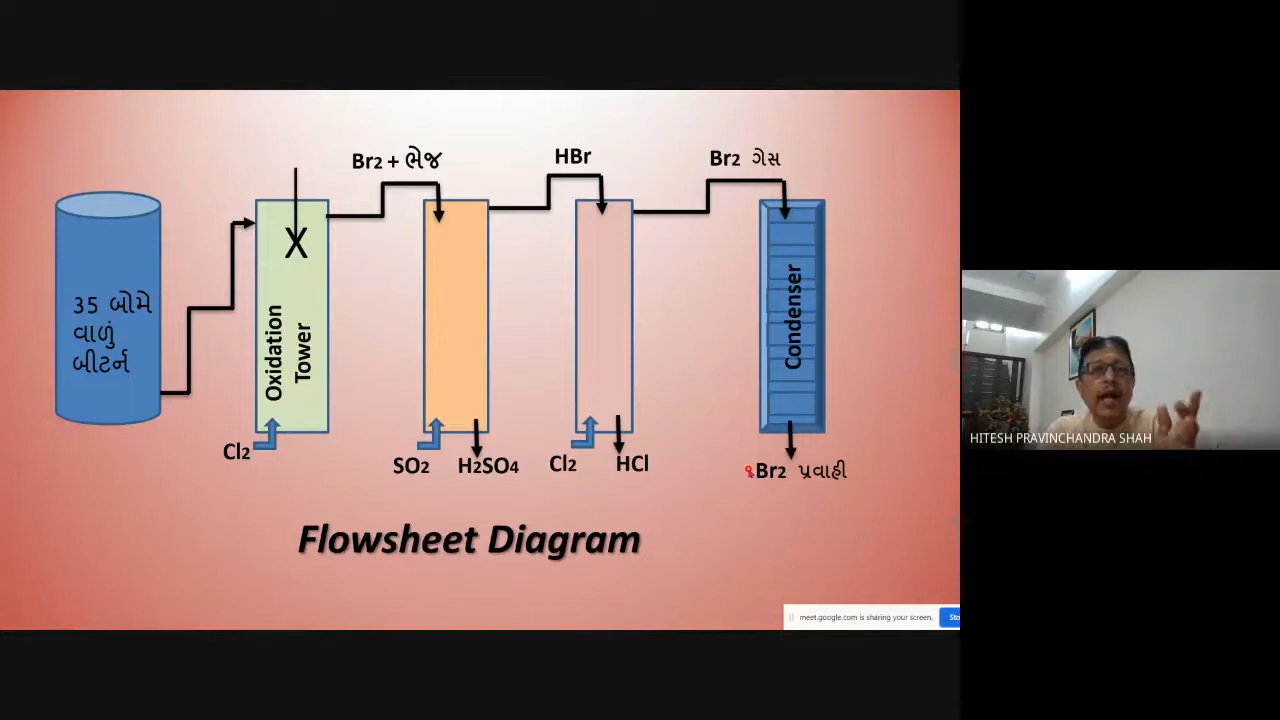 Br2 + ભેજ
HBr
Br2 ગેસ
35 બોમે
વાળું
બીટર્ન
X
Oxidation
Tower
Condenser
Cl2
SO2
H2SO4
Cl2
HCl
Br2 પ્રવાહી
Flowsheet Diagram
HITESH PRAVINCHANDRA SHAH
meet.google.com is sharing your screen.